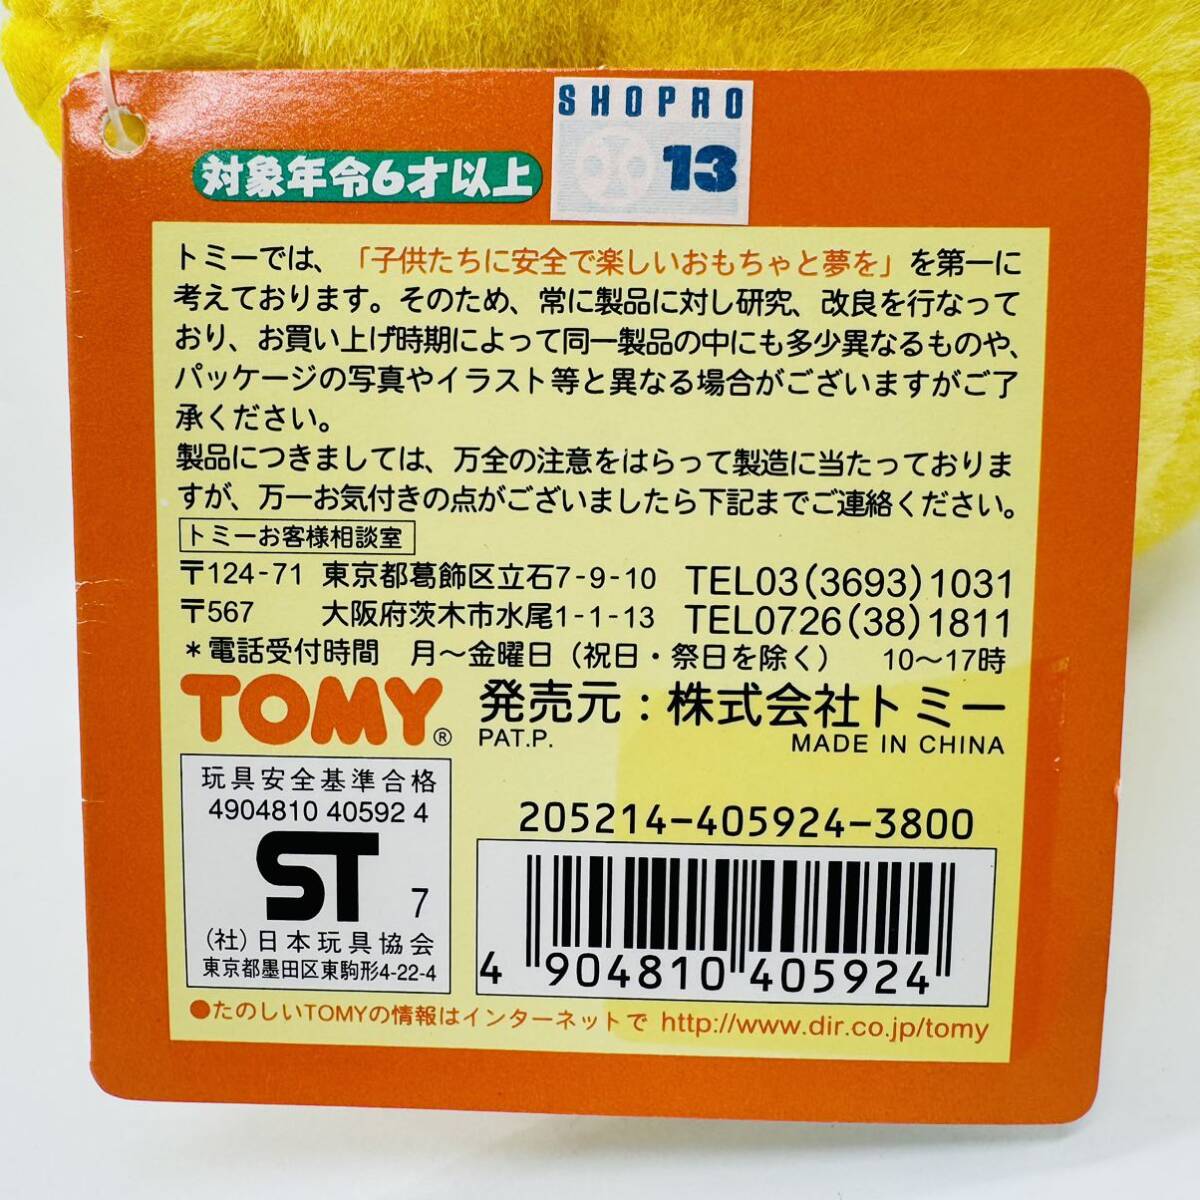 SHOPRO
13
対象年令6才以上
トミーでは、「子供たちに安全で楽しいおもちゃと夢を」を第一に
考えております。そのため、常に製品に対し研究、改良を行なって
おり、お買い上げ時期によって同一製品の中にも多少異なるものや、
パッケージの写真やイラスト等と異なる場合がございますがご了
承ください。
製品につきましては、万全の注意をはらって製造に当たっておりま
すが、万一お気付きの点がございましたら下記までご連絡ください。
トミーお客様相談室
〒124-71 東京都葛飾区立石7-9-10 TEL03(3693)1031
〒567 大阪府茨木市水尾1-1-13 TEL0726(38)1811
*電話受付時間 月~金曜日(祝日・祭日を除く) 10~17時
TOMY® 発売元:株式会社トミー
PAT.P. MADE IN CHINA
玩具安全基準合格
4904810 40592 4
ST 7
(社)日本玩具協会
東京都墨田区東駒形4-22-4
205214-405924-3800
4 904810 405924
●たのしいTOMYの情報はインターネットで http://www.dir.co.jp/tomy